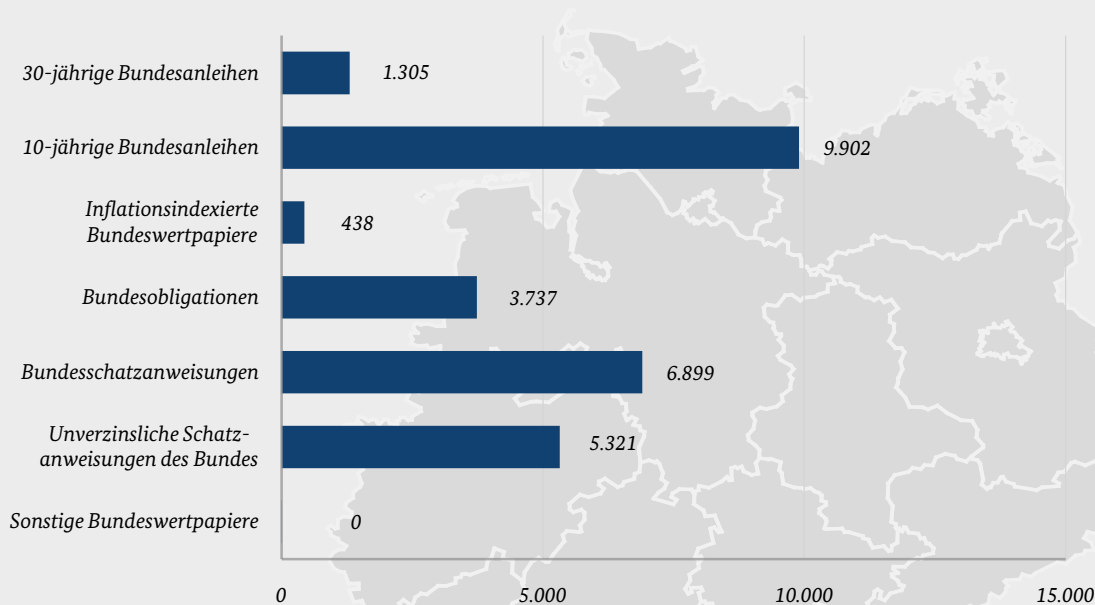 30-jährige Bundesanleihen
1.305
10-jährige Bundesanleihen
9.902
Inflationsindexierte
Bundeswertpapiere
438
Bundesobligationen
3.737
Bundesschatzanweisungen
6.899
Unverzinsliche Schatz-
anweisungen des Bundes
5.321
Sonstige Bundeswertpapiere
0
0
5.000
10.000
15.000